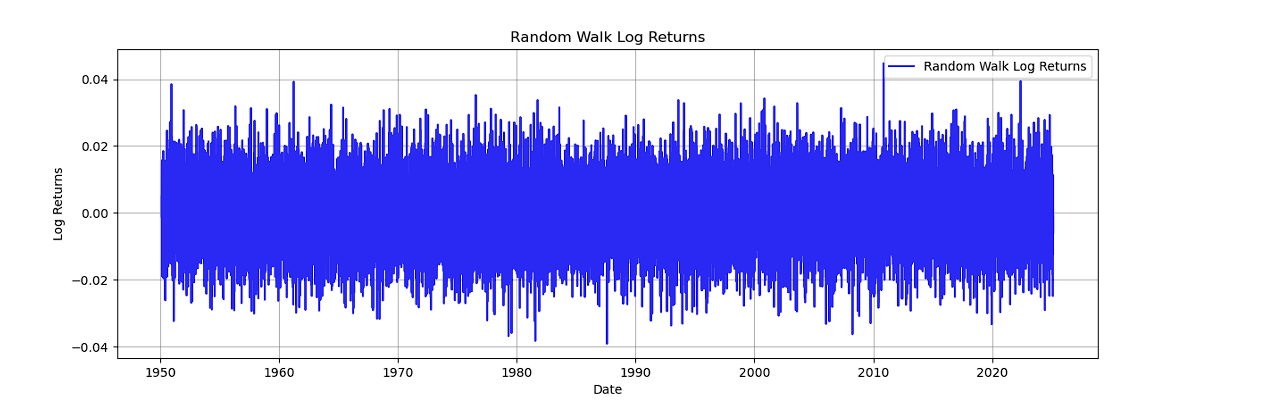 Random Walk Log Returns
Random Walk Log Returns
0.04
0.02
0.00
−0.02
−0.04
Log Returns
1950 1960 1970 1980 1990 2000 2010 2020
Date